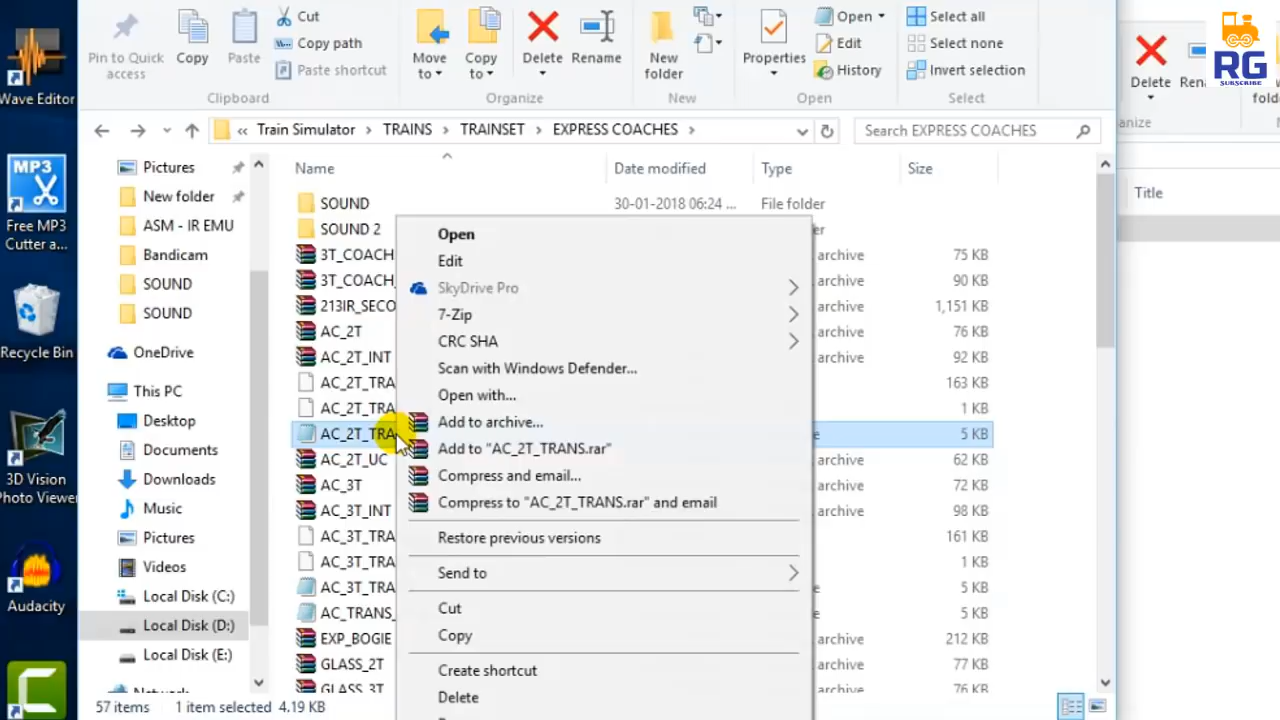 Wave Editor
MP3
Free MP3
Cutter a...
Recycle Bin
3D Vision
Photo Viewer
Audacity
Pin to Quick
access
Copy
Paste
Cut
Copy path
Paste shortcut
Clipboard
Move
to
Copy
to
Delete
Rename
Organize
New
folder
New
Properties
Open
Edit
History
Open
Select all
Select none
Invert selection
Select
Delete
RG
SUBSCRIBE
« Train Simulator > TRAINS > TRAINSET > EXPRESS COACHES >
Search EXPRESS COACHES
Title
Pictures
New folder
ASM - IR EMU
Bandicam
SOUND
SOUND
OneDrive
This PC
Desktop
Documents
Downloads
Music
Pictures
Videos
Local Disk (C:)
Local Disk (D:)
Local Disk (E:)
Name Date modified Type Size
SOUND 30-01-2018 06:24 ... File folder
SOUND 2
3T_COACH archive 75 KB
3T_COACH_ archive 90 KB
213IR_SECO archive 1,151 KB
AC_2T archive 76 KB
AC_2T_INT archive 92 KB
AC_2T_TRA 163 KB
AC_2T_TRA 1 KB
AC_2T_TRA 5 KB
AC_2T_UC archive 62 KB
AC_3T archive 72 KB
AC_3T_INT archive 98 KB
AC_3T_TRA 161 KB
AC_3T_TRA 1 KB
AC_3T_TRA 5 KB
AC_TRANS_ 5 KB
EXP_BOGIE archive 212 KB
GLASS_2T archive 77 KB
GLASS_3T archive 76 KB
Open
Edit
SkyDrive Pro
7-Zip
CRC SHA
Scan with Windows Defender...
Open with...
Add to archive...
Add to "AC_2T_TRANS.rar"
Compress and email...
Compress to "AC_2T_TRANS.rar" and email
Restore previous versions
Send to
Cut
Copy
Create shortcut
Delete
57 items 1 item selected 4.19 KB